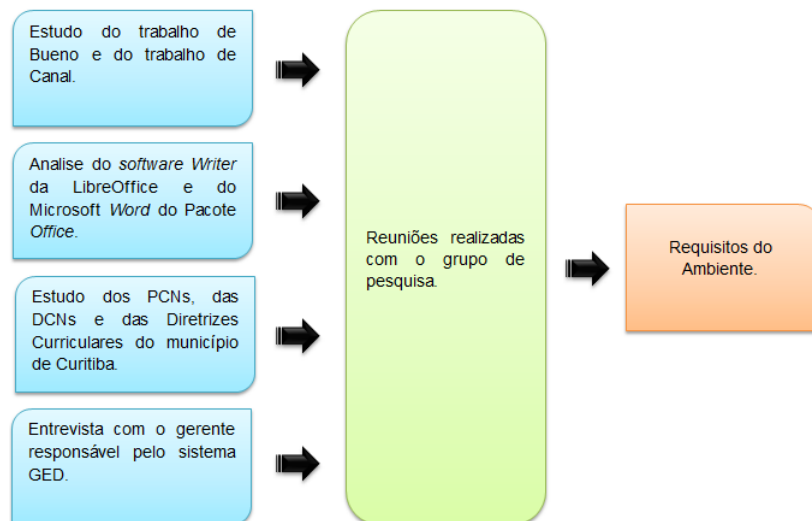 Estudo do trabalho de
Bueno e do trabalho de
Canal.
Analise do software Writer
da LibreOffice e do
Microsoft Word do Pacote
Office.
Estudo dos PCNs, das
DCNs e das Diretrizes
Curriculares do município
de Curitiba.
Entrevista com o gerente
responsável pelo sistema
GED.
Reuniões realizadas
com o grupo de
pesquisa.
Requisitos do
Ambiente.